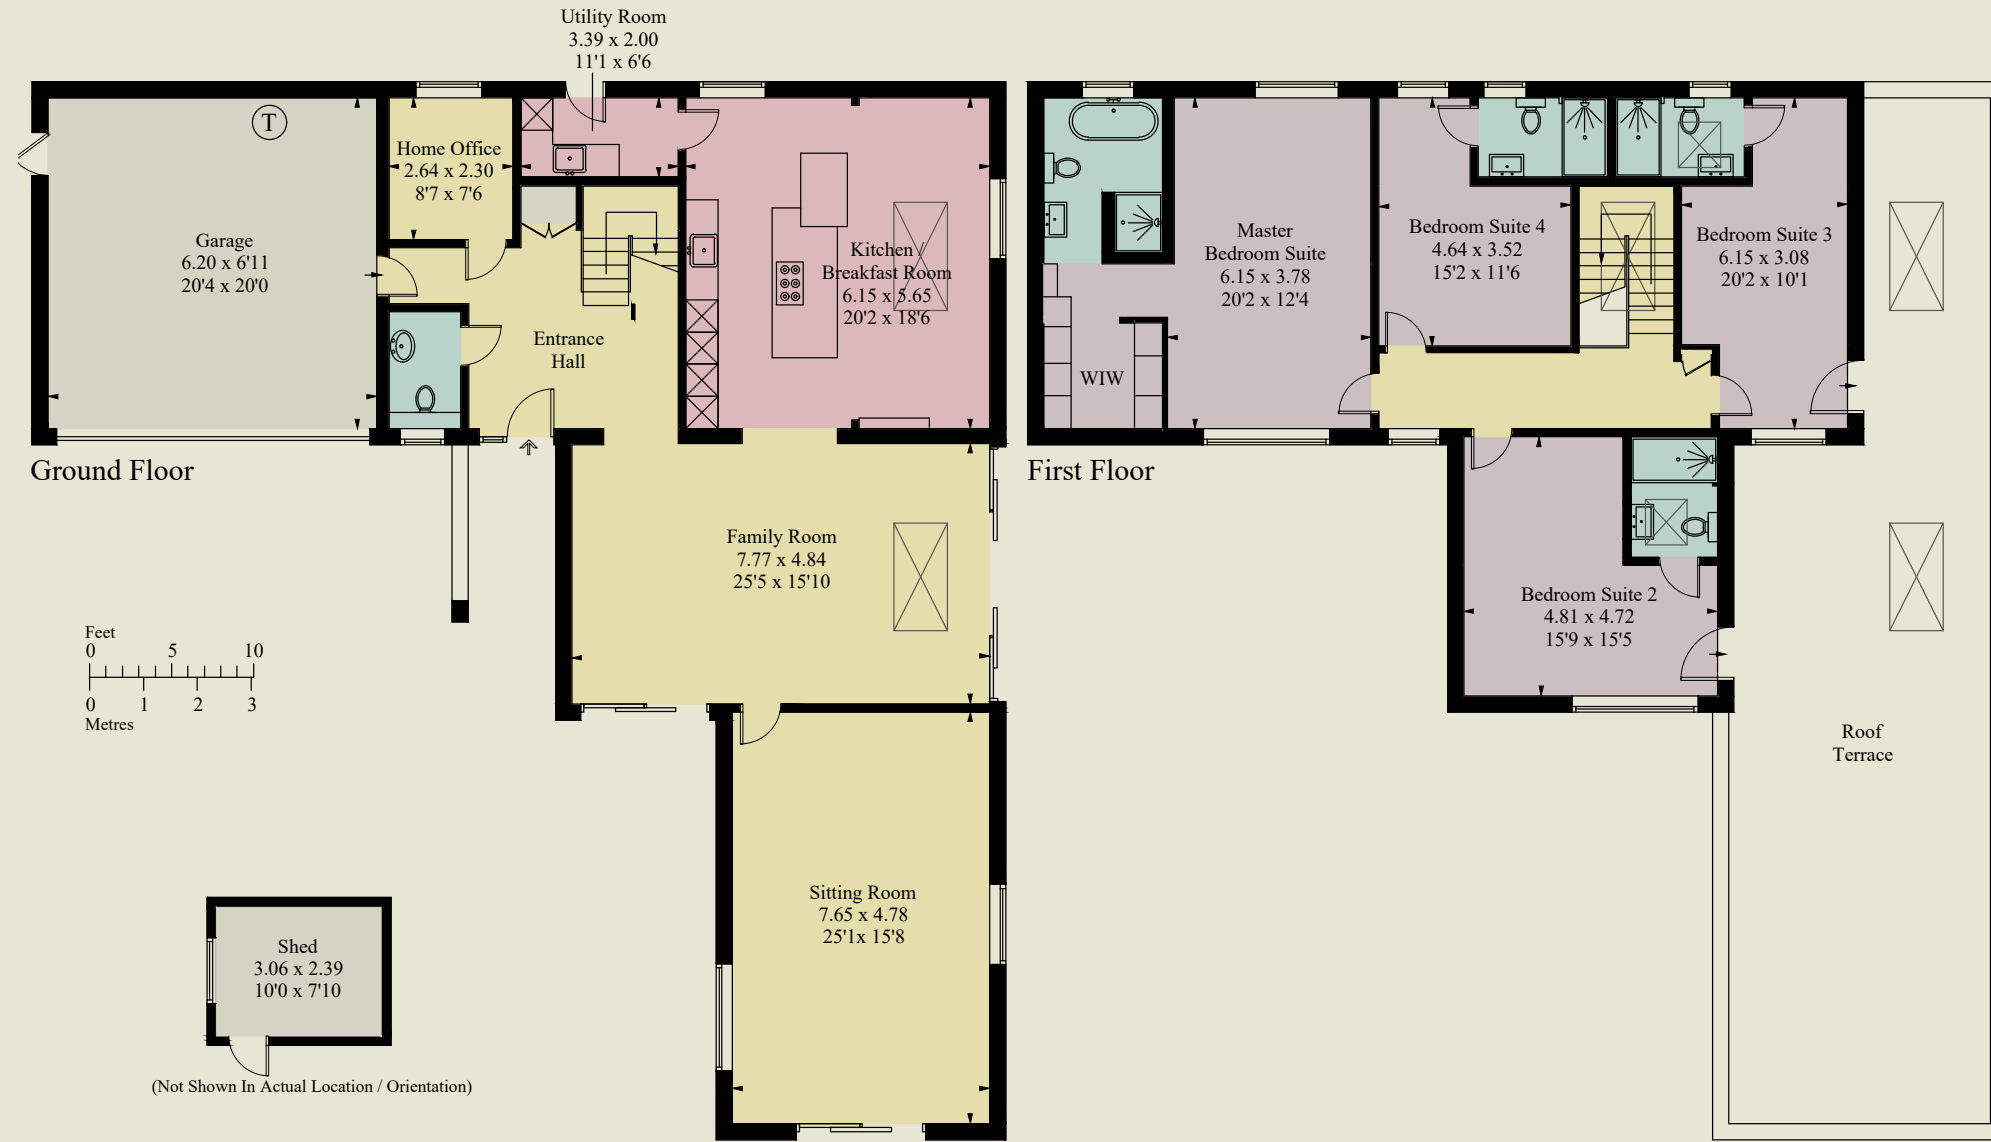 Utility Room
3.39 x 2.00
11'1 x 6'6
T
Home Office
2.64 x 2.30
8'7 x 7'6
Garage
6.20 x 6'11
20'4 x 20'0
Kitchen
Breakfast Room
6.15 x 5.65
20'2 x 18'6
Entrance
Hall
Ground Floor
Family Room
7.77 x 4.84
25'5 x 15'10
Feet
0 5 10
0 1 2 3
Metres
Sitting Room
7.65 x 4.78
25'1x 15'8
Shed
3.06 x 2.39
10'0 x 7'10
(Not Shown In Actual Location / Orientation)
Master
Bedroom Suite
6.15 x 3.78
20'2 x 12'4
Bedroom Suite 4
4.64 x 3.52
15'2 x 11'6
Bedroom Suite 3
6.15 x 3.08
20'2 x 10'1
WIW
First Floor
Bedroom Suite 2
4.81 x 4.72
15'9 x 15'5
Roof
Terrace